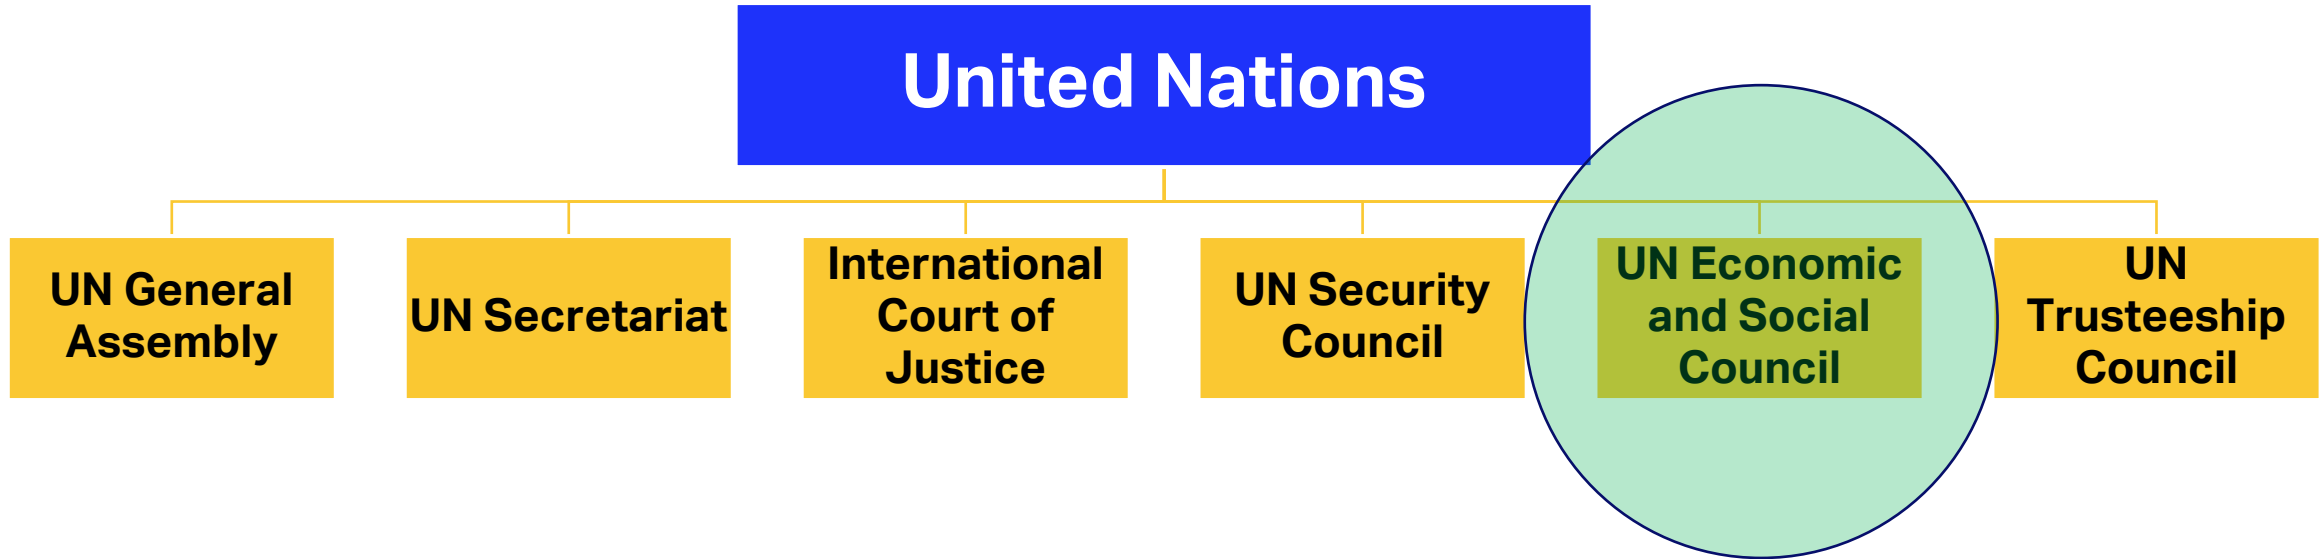 United Nations
UN General
Assembly
UN Secretariat
International
Court of
Justice
UN Security
Council
UN Economic
and Social
Council
UN
Trusteeship
Council